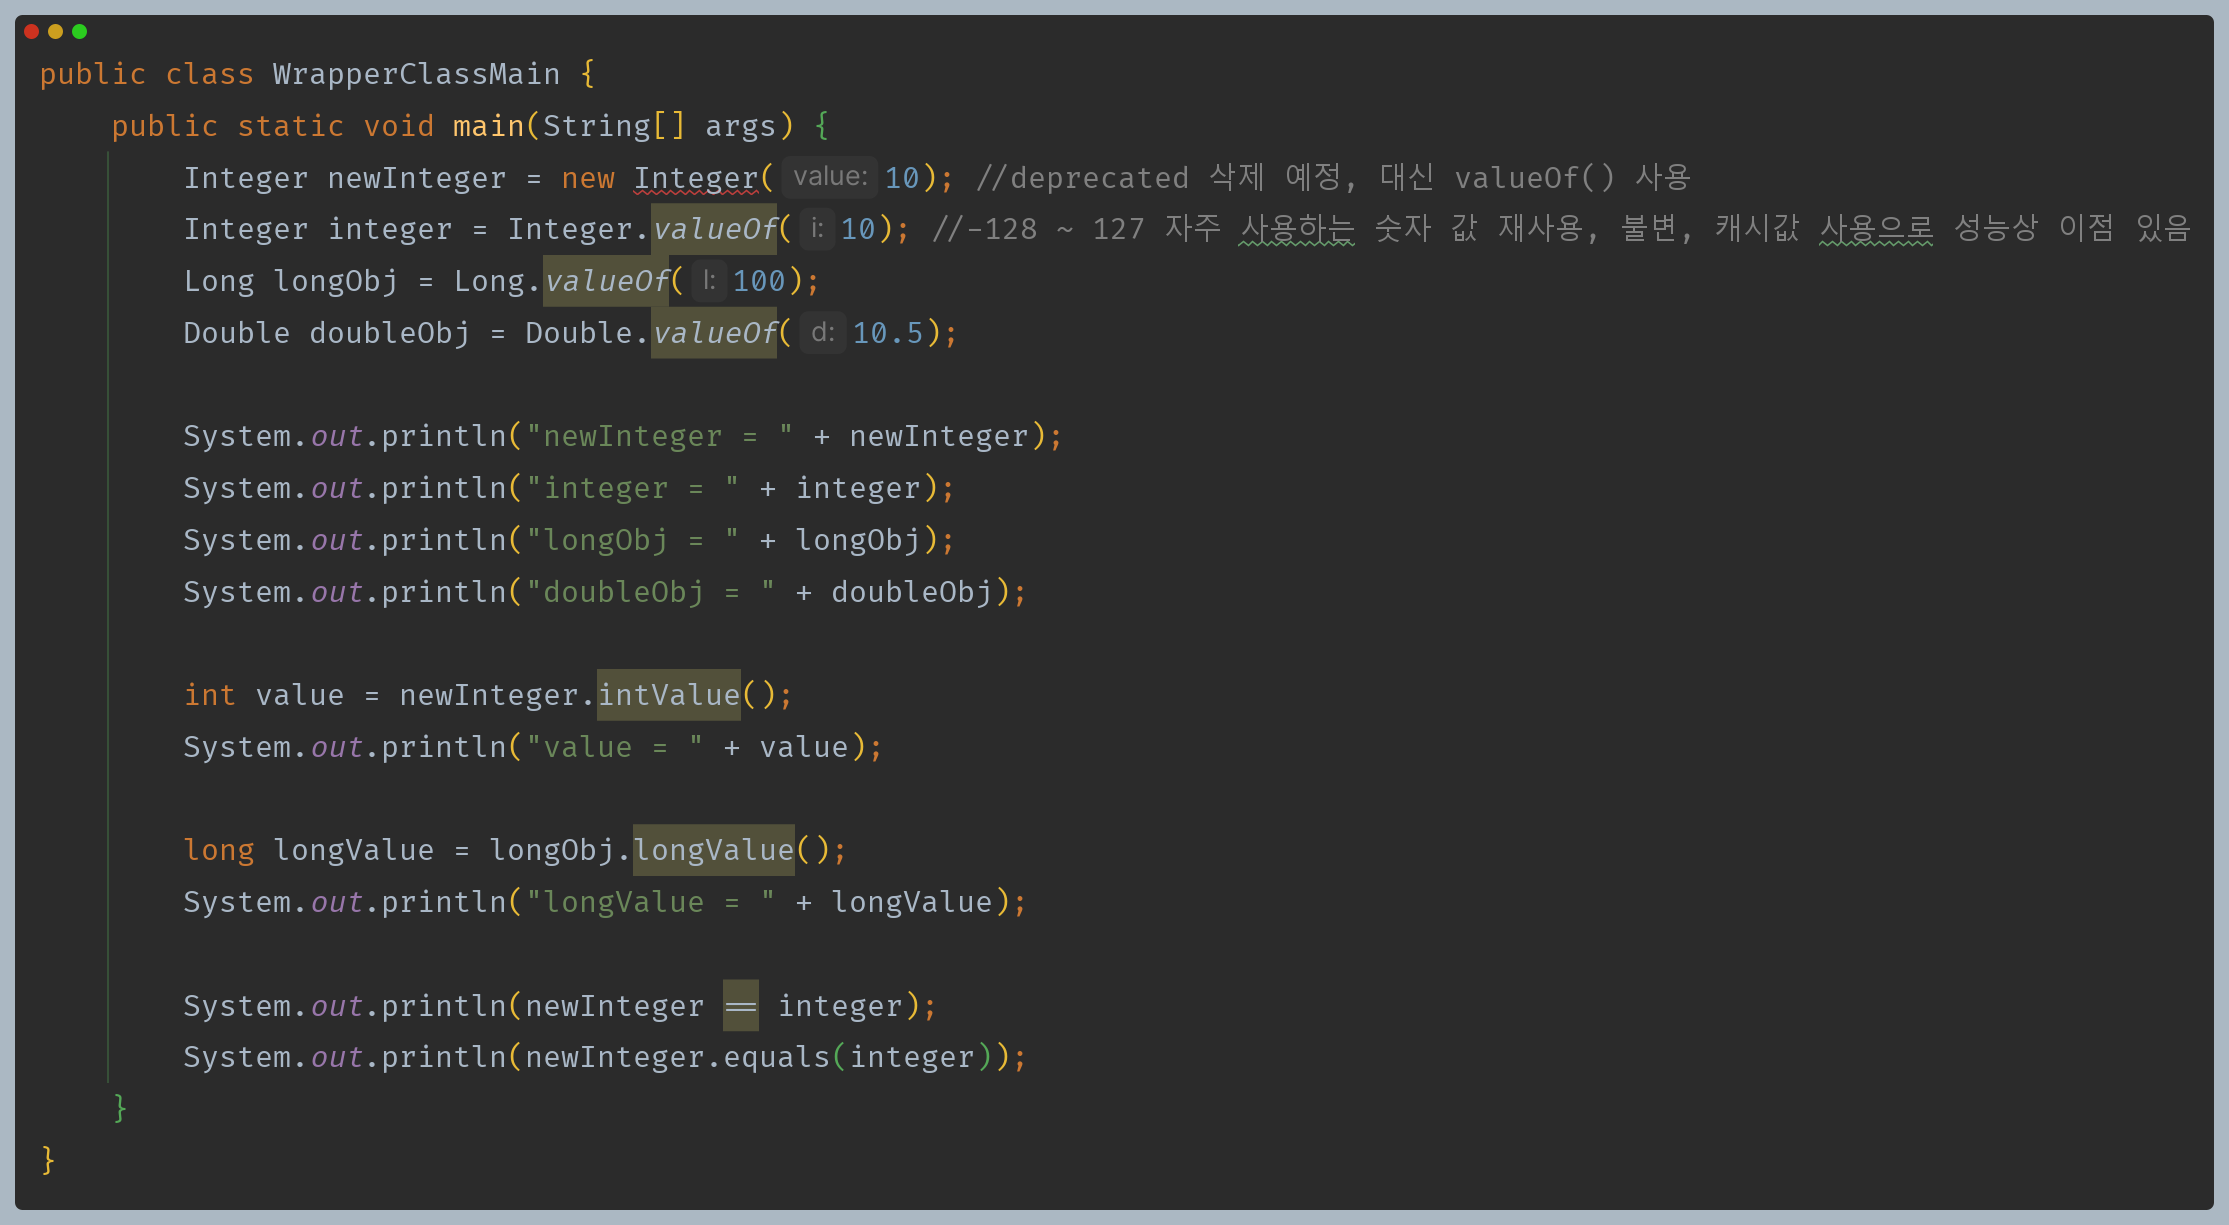 public class WrapperClassMain {
    public static void main(String[] args) {
        Integer newInteger = new Integer( value: 10); //deprecated 삭제 예정, 대신 valueOf() 사용
        Integer integer = Integer.valueOf( i: 10); //-128 ~ 127 자주 사용하는 숫자 값 재사용, 불변, 캐시값 사용으로 성능상 이점 있음
        Long longObj = Long.valueOf( l: 100);
        Double doubleObj = Double.valueOf( d: 10.5);
        System.out.println("newInteger = " + newInteger);
        System.out.println("integer = " + integer);
        System.out.println("longObj = " + longObj);
        System.out.println("doubleObj = " + doubleObj);
        int value = newInteger.intValue();
        System.out.println("value = " + value);
        long longValue = longObj.longValue();
        System.out.println("longValue = " + longValue);
        System.out.println(newInteger == integer);
        System.out.println(newInteger.equals(integer));
    }
}